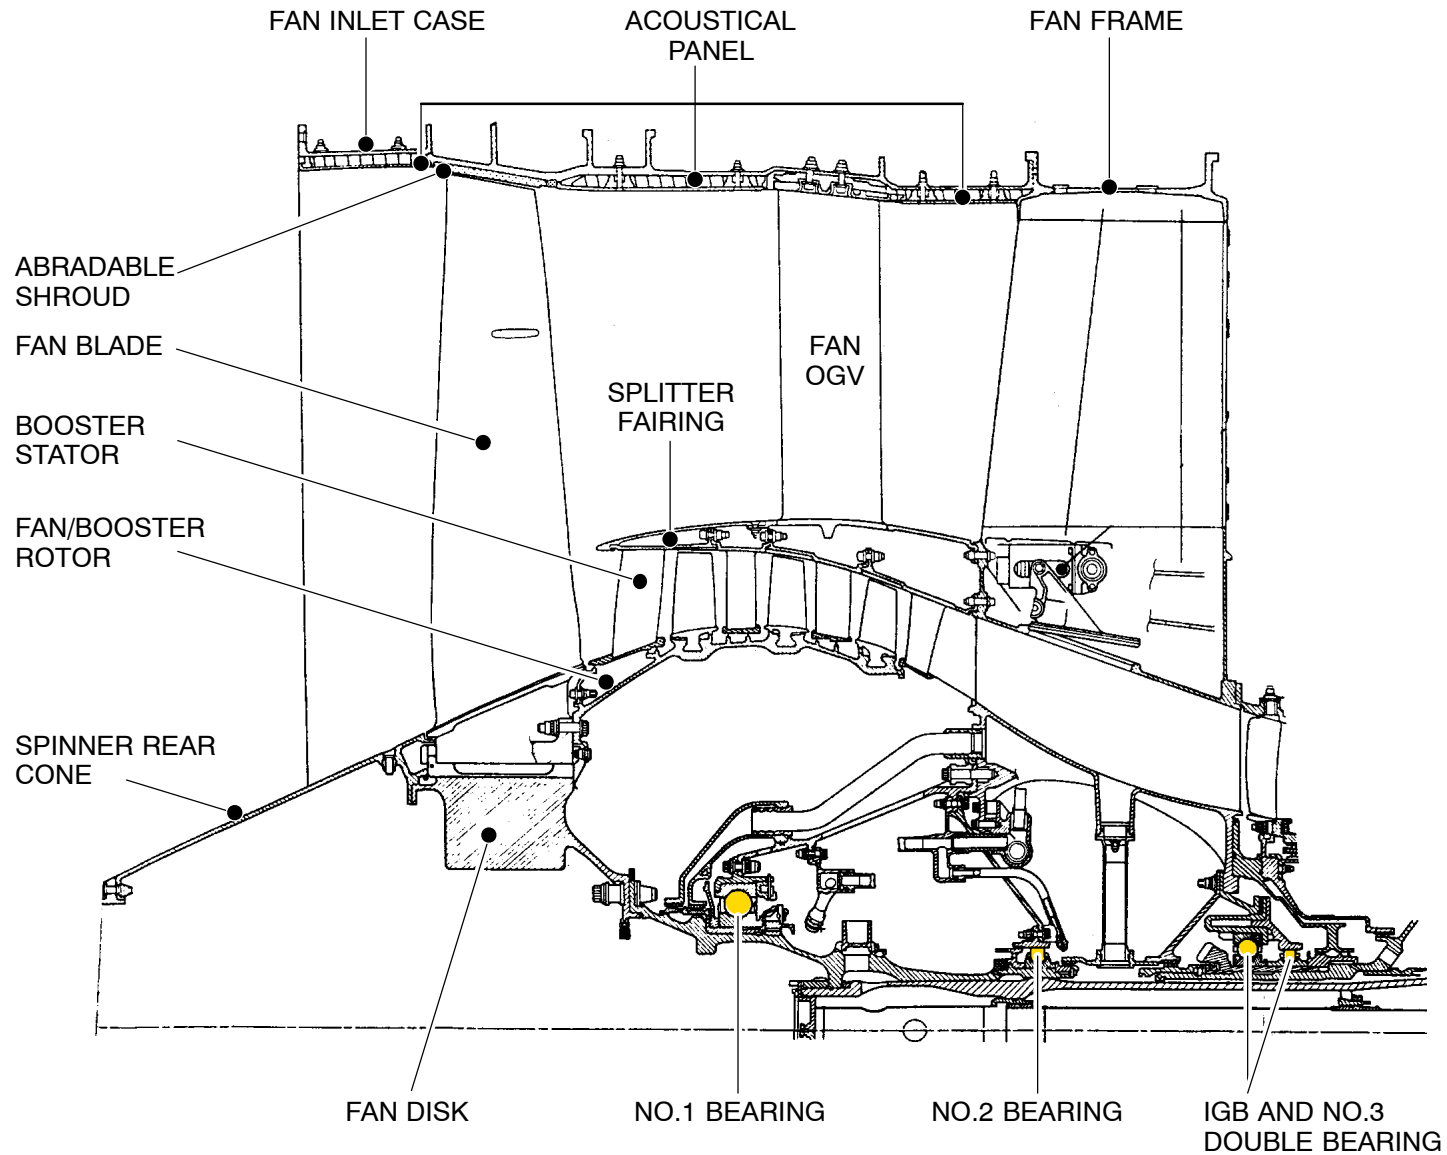 FAN INLET CASE
ACOUSTICAL
PANEL
FAN FRAME
ABRADABLE
SHROUD
FAN BLADE
FAN
OGV
SPLITTER
FAIRING
BOOSTER
STATOR
FAN/BOOSTER
ROTOR
SPINNER REAR
CONE
FAN DISK
NO.1 BEARING
NO.2 BEARING
IGB AND NO.3
DOUBLE BEARING